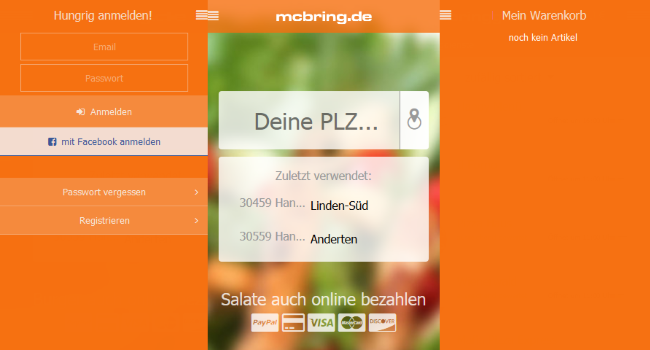 Hungrig anmelden!
Email
Passwort
Anmelden
mit Facebook anmelden
Passwort vergessen
Registrieren
mcbring.de
Deine PLZ...
Zuletzt verwendet:
30459 Han... Linden-Süd
30559 Han... Anderten
Salate auch online bezahlen
PayPal VISA MasterCard DISCOVER
Mein Warenkorb
noch kein Artikel